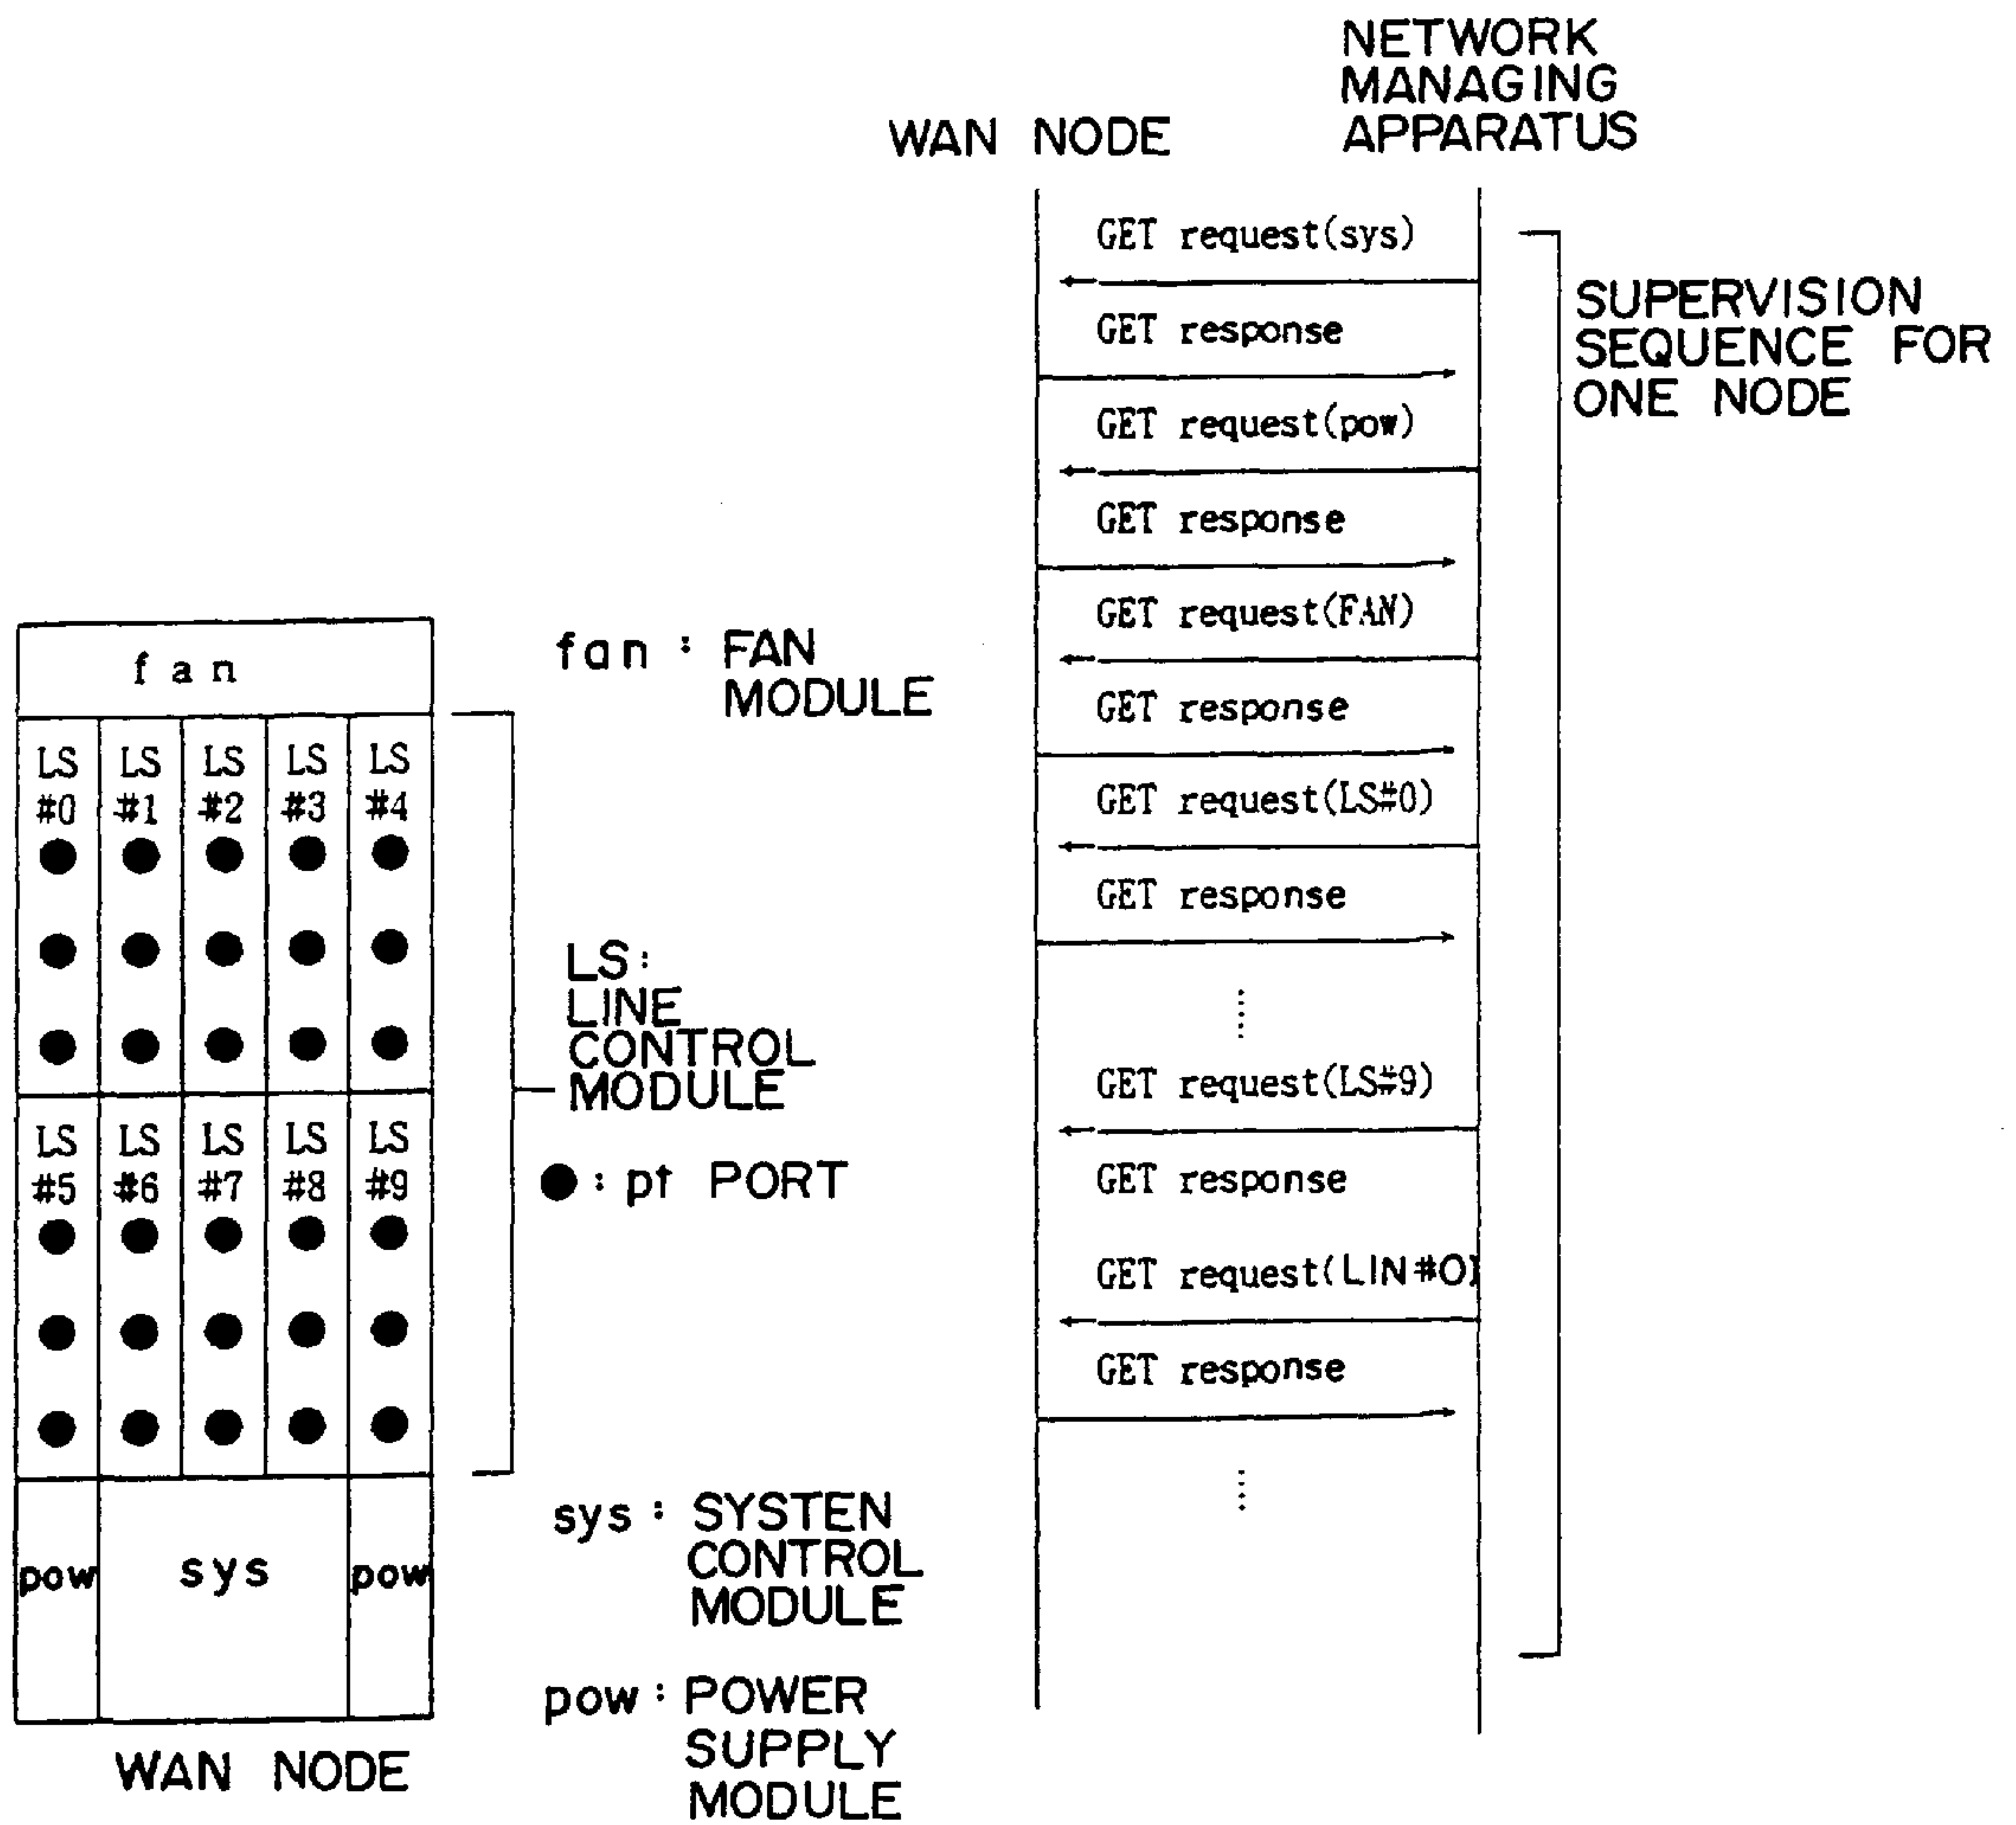 NETWORK
MANAGING
APPARATUS
WAN NODE
GET request(sys)
GET response
GET request(pow)
GET response
GET request(FAN)
GET response
GET request(LS#0)
GET response
GET request(LS#9)
GET response
GET request(LIN#0)
GET response
SUPERVISION
SEQUENCE FOR
ONE NODE
fan
LS LS LS LS LS
#0 #1 #2 #3 #4
LS LS LS LS LS
#5 #6 #7 #8 #9
pow sys pow
WAN NODE
fan : FAN
MODULE
LS:
LINE
CONTROL
MODULE
: pt PORT
sys : SYSTEN
CONTROL
MODULE
pow : POWER
SUPPLY
MODULE